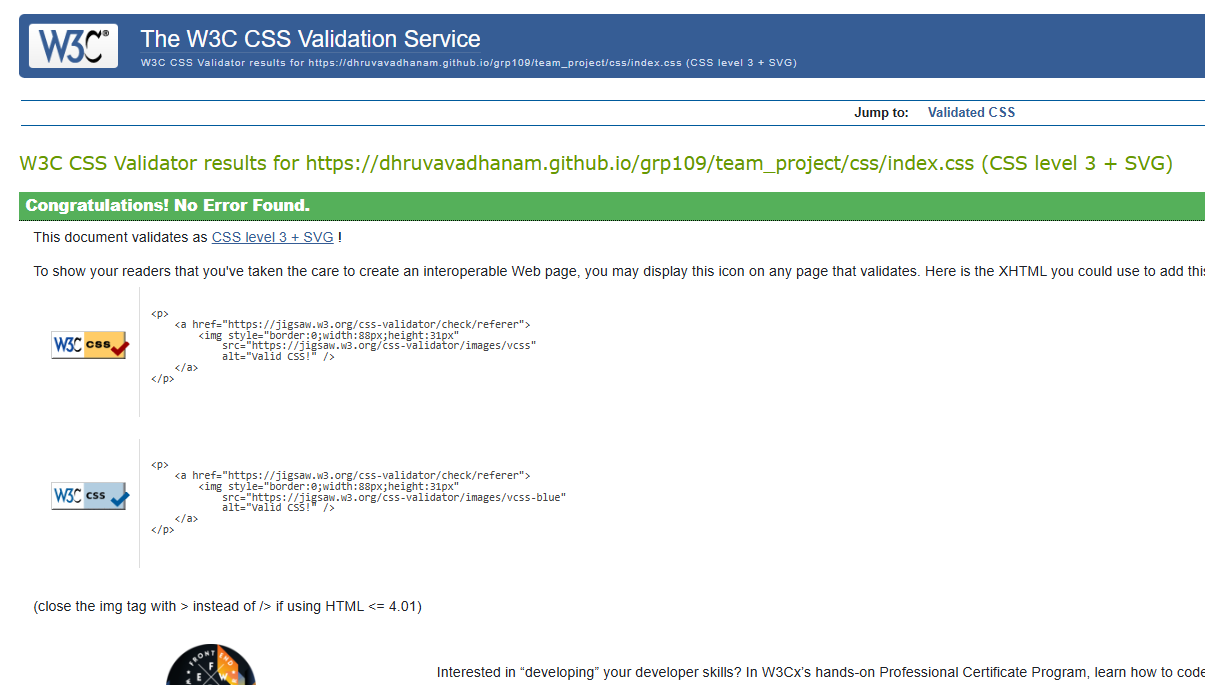 W3C®
The W3C CSS Validation Service
W3C CSS Validator results for https://dhruvavadhanam.github.io/grp109/team_project/css/index.css (CSS level 3 + SVG)
Jump to: Validated CSS
W3C CSS Validator results for https://dhruvavadhanam.github.io/grp109/team_project/css/index.css (CSS level 3 + SVG)
Congratulations! No Error Found.
This document validates as CSS level 3 + SVG !
To show your readers that you've taken the care to create an interoperable Web page, you may display this icon on any page that validates. Here is the XHTML you could use to add this
W3C css
<p>
<a href="https://jigsaw.w3.org/css-validator/check/referer">
<img style="border:0;width:88px;height:31px"
src="https://jigsaw.w3.org/css-validator/images/vcss"
alt="Valid CSS!" />
</a>
</p>
W3C css
<p>
<a href="https://jigsaw.w3.org/css-validator/check/referer">
<img style="border:0;width:88px;height:31px"
src="https://jigsaw.w3.org/css-validator/images/vcss-blue"
alt="Valid CSS!" />
</a>
</p>
(close the img tag with > instead of /> if using HTML <= 4.01)
FRONT END
F
E W
Interested in “developing” your developer skills? In W3Cx’s hands-on Professional Certificate Program, learn how to code